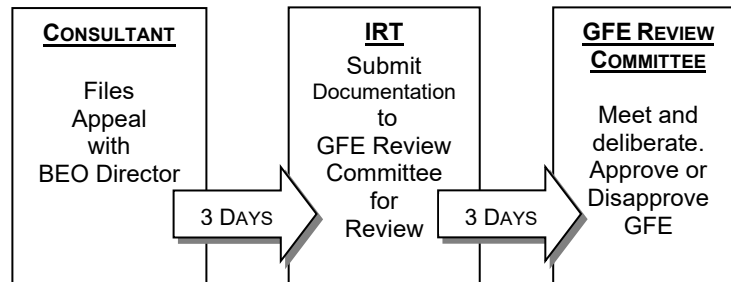 CONSULTANT
Files
Appeal
with
BEO Director
3 DAYS
IRT
Submit
Documentation
to
GFE Review
Committee
for
Review
3 DAYS
GFE REVIEW
COMMITTEE
Meet and
deliberate.
Approve or
Disapprove
GFE